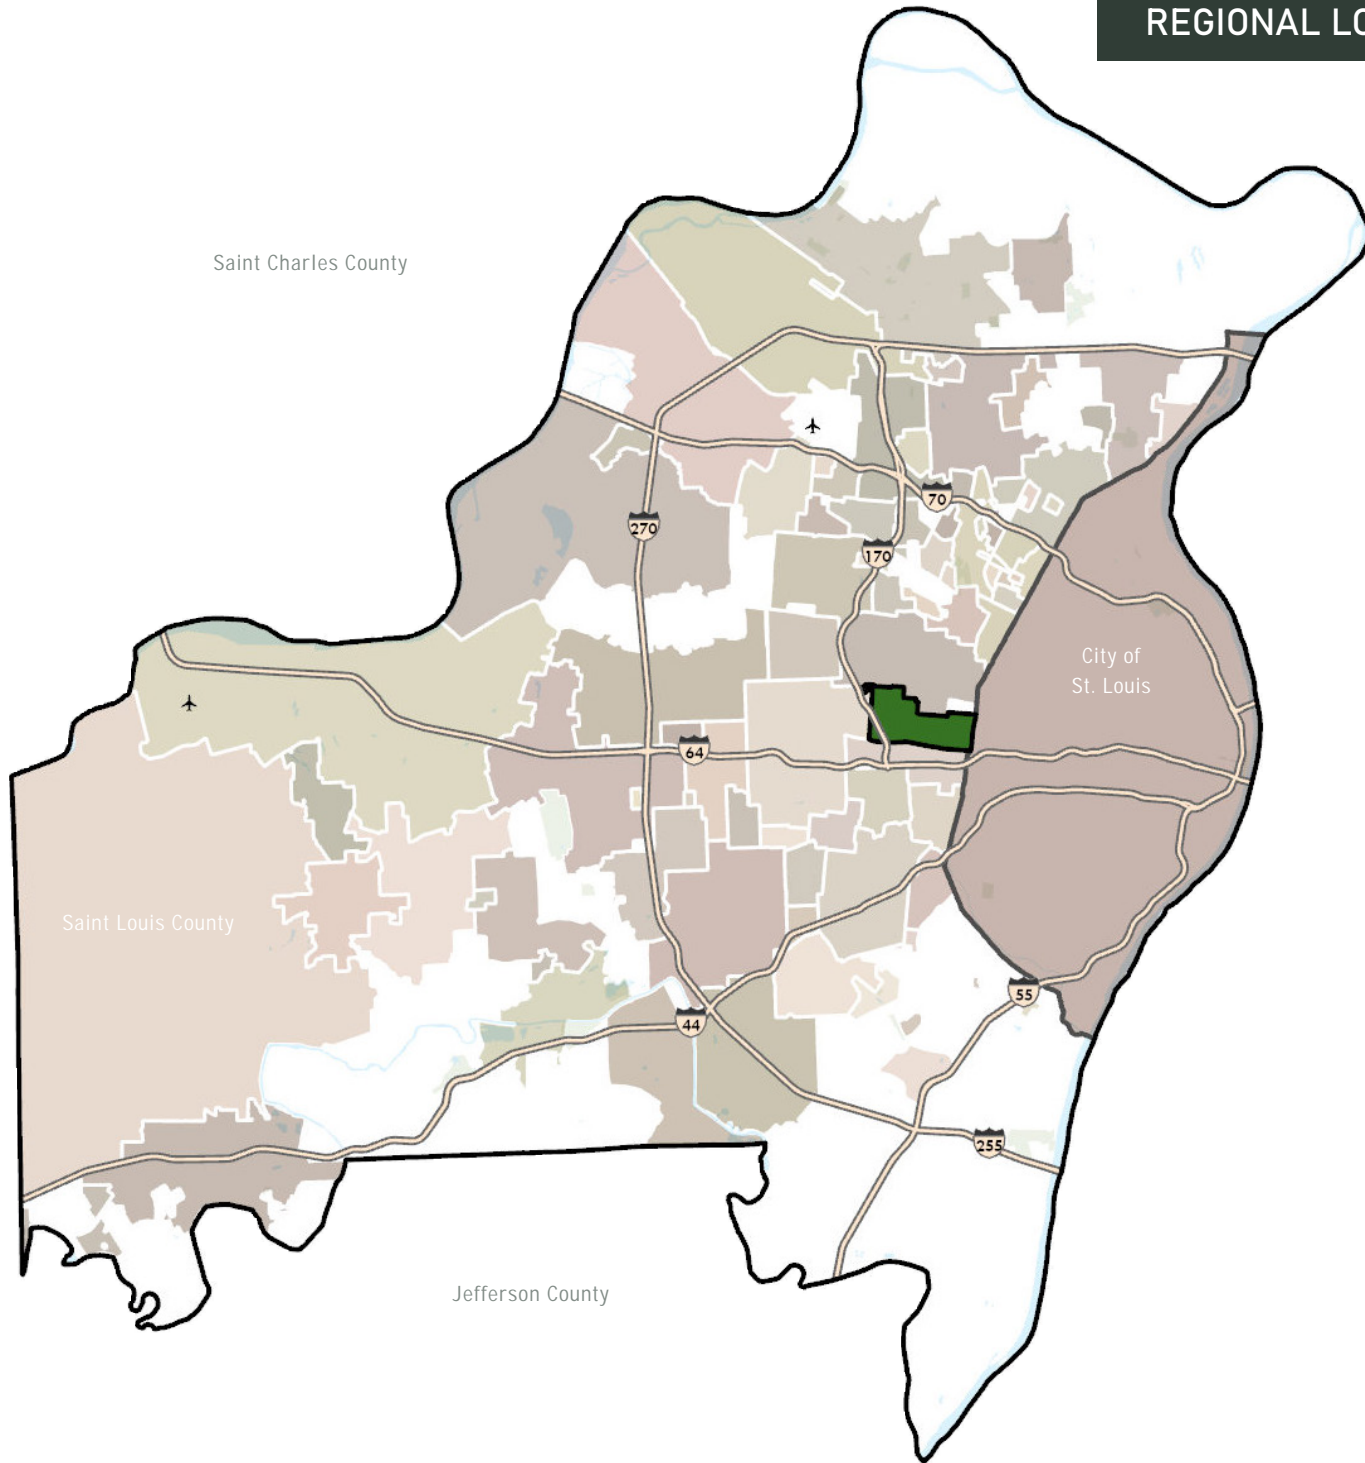 REGIONAL LO
Saint Charles County
70
270
170
City of
St. Louis
64
Saint Louis County
55
44
255
Jefferson County